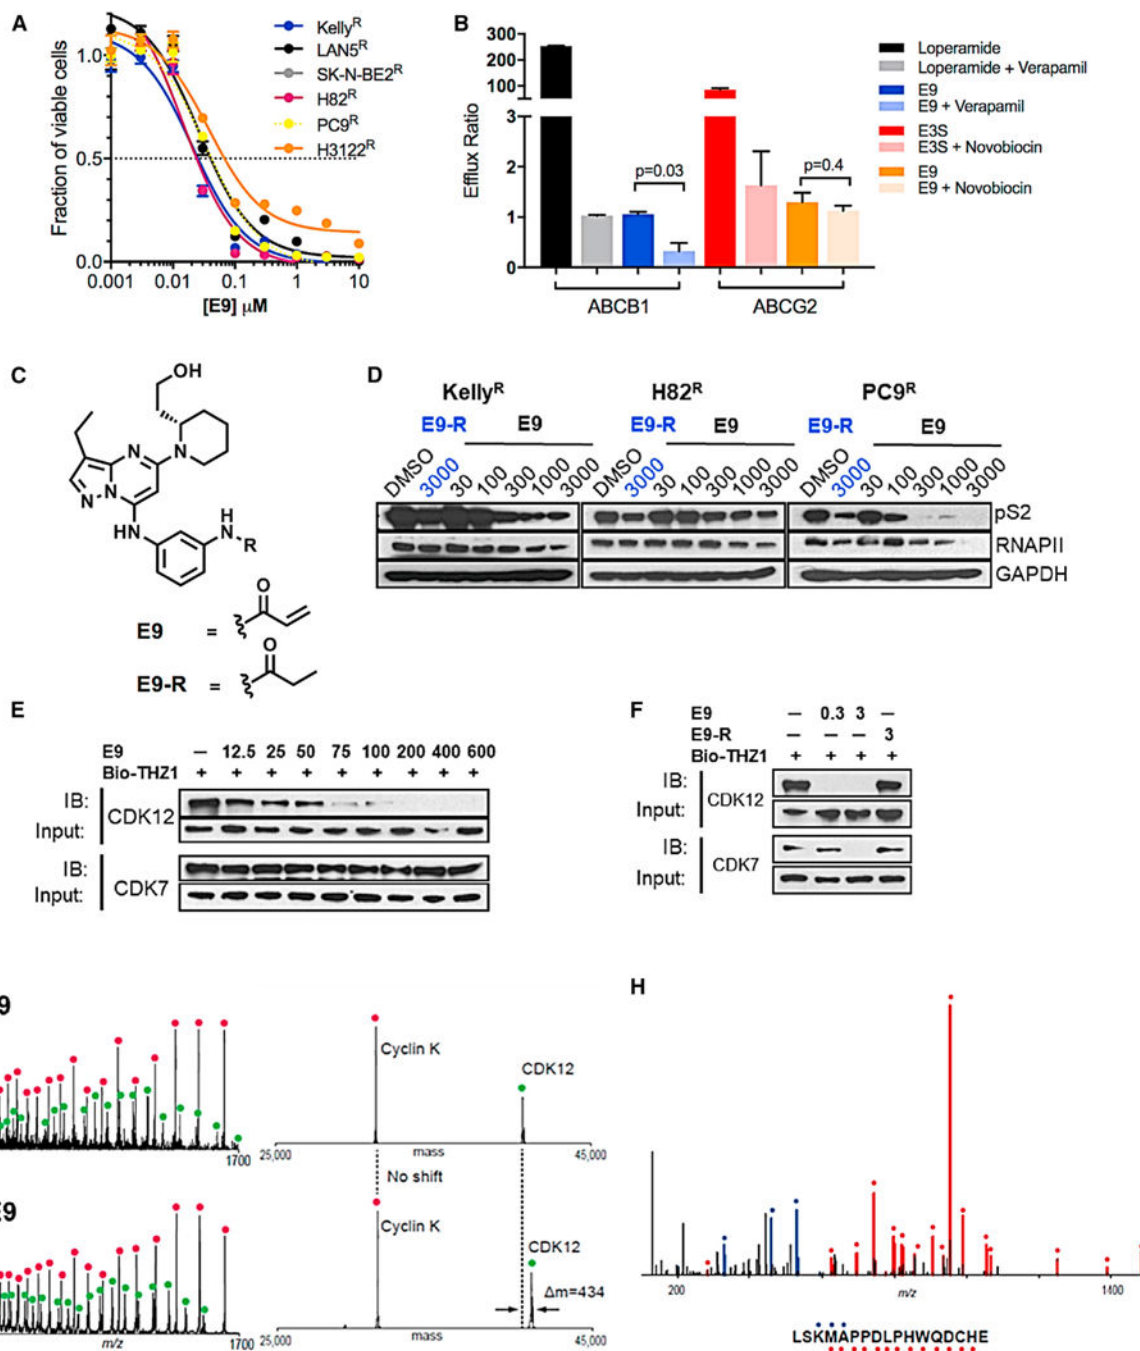 A
Fraction of viable cells
1.0
0.5
0.0
0.001
0.01
0.1
1
10
[E9] μM
Kelly^R
LAN5^R
SK-N-BE2^R
H82^R
PC9^R
H3122^R
B
Efflux Ratio
300
200
100
3
2
1
0
p=0.03
p=0.4
ABCB1
ABCG2
Loperamide
Loperamide + Verapamil
E9
E9 + Verapamil
E3S
E3S + Novobiocin
E9
E9 + Novobiocin
C
OH
N
N
N
N
HN
H
N
R
E9 =
O
E9-R =
O
D
Kelly^R H82^R PC9^R
E9-R E9 E9-R E9 E9-R E9
DMSO 3000 30 100 300 1000 3000 DMSO 3000 30 100 300 1000 3000 DMSO 3000 30 100 300 1000 3000
pS2
RNAPII
GAPDH
E
E9 — 12.5 25 50 75 100 200 400 600
Bio-THZ1 + + + + + + + + +
IB:
CDK12
Input:
IB:
CDK7
Input:
F
E9 — 0.3 3 —
E9-R — — — 3
Bio-THZ1 + + + +
IB:
CDK12
Input:
IB:
CDK7
Input:
9
1700
Cyclin K
CDK12
25,000 mass 45,000
No shift
E9
m/z 1700
Cyclin K
CDK12
Δm=434
25,000 mass 45,000
H
200 m/z 1400
LSKMAPPDLPHWQDCHE